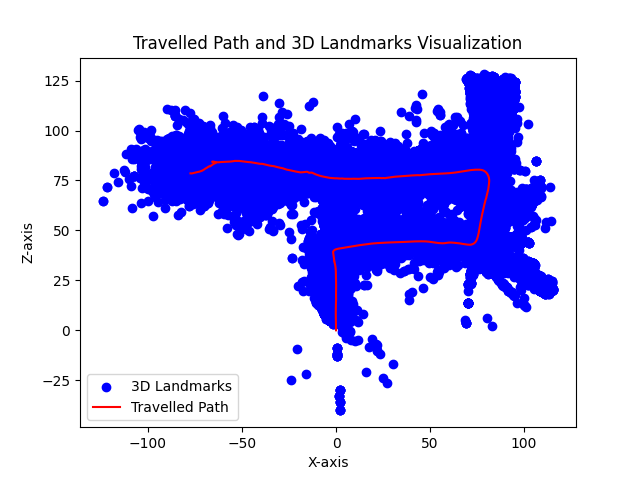 Travelled Path and 3D Landmarks Visualization
125
100
75
50
25
0
−25
Z-axis
3D Landmarks
Travelled Path
−100 −50 0 50 100
X-axis